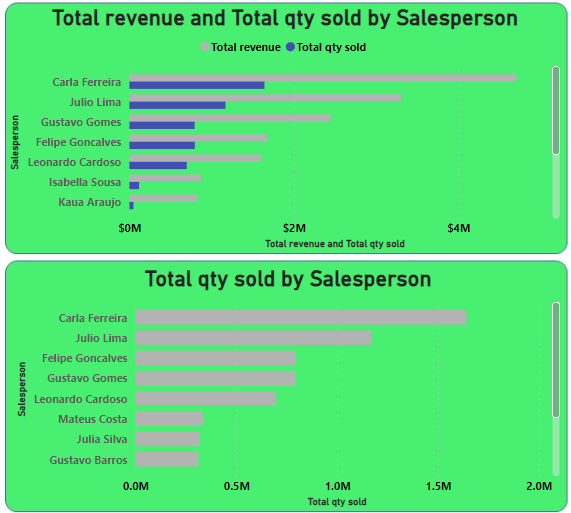 Total revenue and Total qty sold by Salesperson
Total revenue Total qty sold
Salesperson
Carla Ferreira
Julio Lima
Gustavo Gomes
Felipe Goncalves
Leonardo Cardoso
Isabella Sousa
Kaua Araujo
$0M $2M $4M
Total revenue and Total qty sold
Total qty sold by Salesperson
Salesperson
Carla Ferreira
Julio Lima
Felipe Goncalves
Gustavo Gomes
Leonardo Cardoso
Mateus Costa
Julia Silva
Gustavo Barros
0.0M 0.5M 1.0M 1.5M 2.0M
Total qty sold